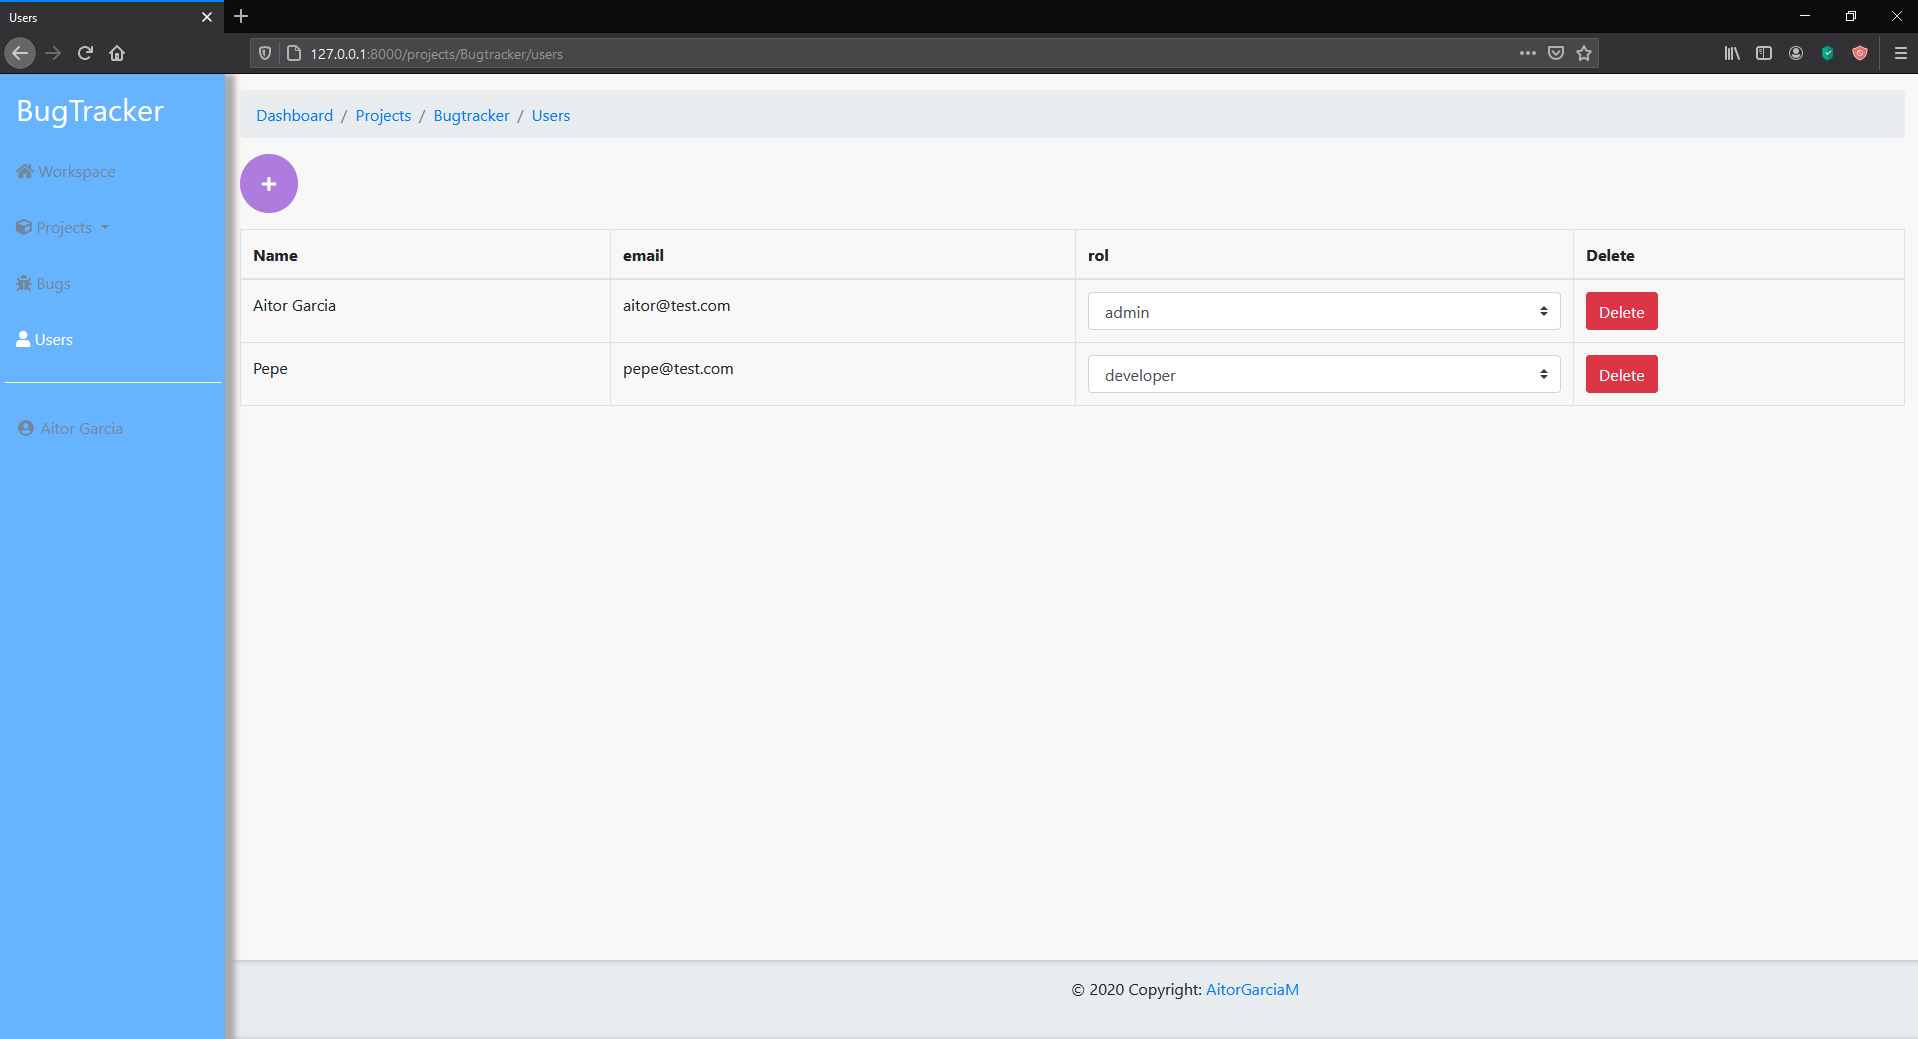 Users
127.0.0.1:8000/projects/Bugtracker/users
BugTracker
Workspace
Projects
Bugs
Users
Aitor Garcia
Dashboard / Projects / Bugtracker / Users
+
Name email rol Delete
Aitor Garcia aitor@test.com admin Delete
Pepe pepe@test.com developer Delete
© 2020 Copyright: AitorGarciaM